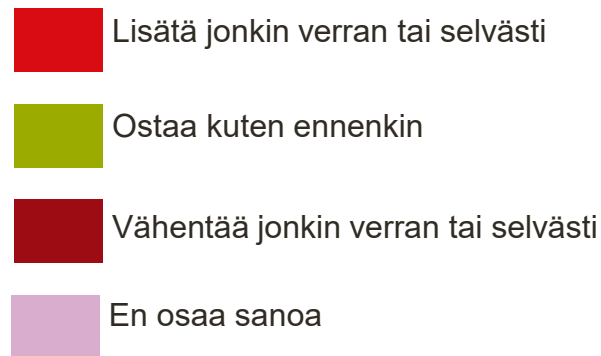 Lisätä jonkin verran tai selvästi
Ostaa kuten ennenkin
Vähentää jonkin verran tai selvästi
En osaa sanoa